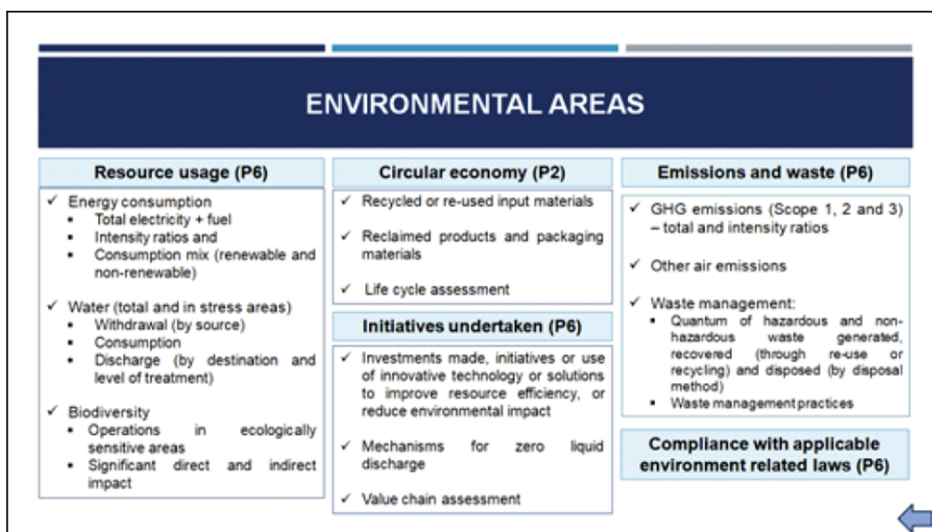 ENVIRONMENTAL AREAS
Resource usage (P6)
✓ Energy consumption
▪ Total electricity + fuel
▪ Intensity ratios and
▪ Consumption mix (renewable and
non-renewable)
✓ Water (total and in stress areas)
▪ Withdrawal (by source)
▪ Consumption
▪ Discharge (by destination and
level of treatment)
✓ Biodiversity
▪ Operations in ecologically
sensitive areas
▪ Significant direct and indirect
impact
Circular economy (P2)
✓ Recycled or re-used input materials
✓ Reclaimed products and packaging
materials
✓ Life cycle assessment
Initiatives undertaken (P6)
✓ Investments made, initiatives or use
of innovative technology or solutions
to improve resource efficiency, or
reduce environmental impact
✓ Mechanisms for zero liquid
discharge
✓ Value chain assessment
Emissions and waste (P6)
✓ GHG emissions (Scope 1, 2 and 3)
– total and intensity ratios
✓ Other air emissions
✓ Waste management:
▪ Quantum of hazardous and non-
hazardous waste generated,
recovered (through re-use or
recycling) and disposed (by disposal
method)
▪ Waste management practices
Compliance with applicable
environment related laws (P6)